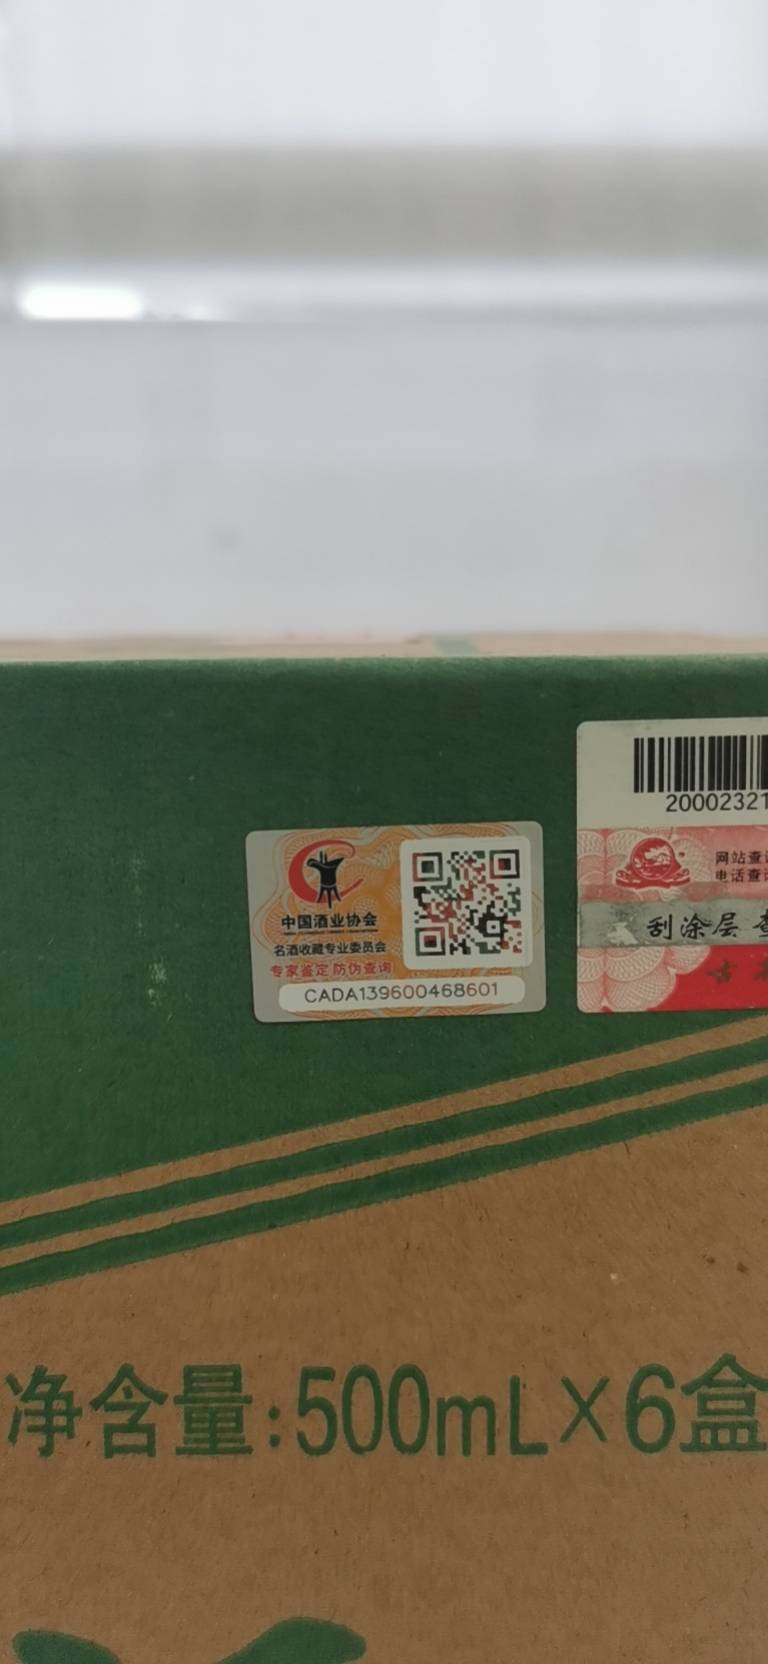 20002321
网站查
电话查
刮涂层
中国酒业协会
名酒收藏专业委员会
专家鉴定 防伪查询
CADA139600468601
净含量:500mL×6盒